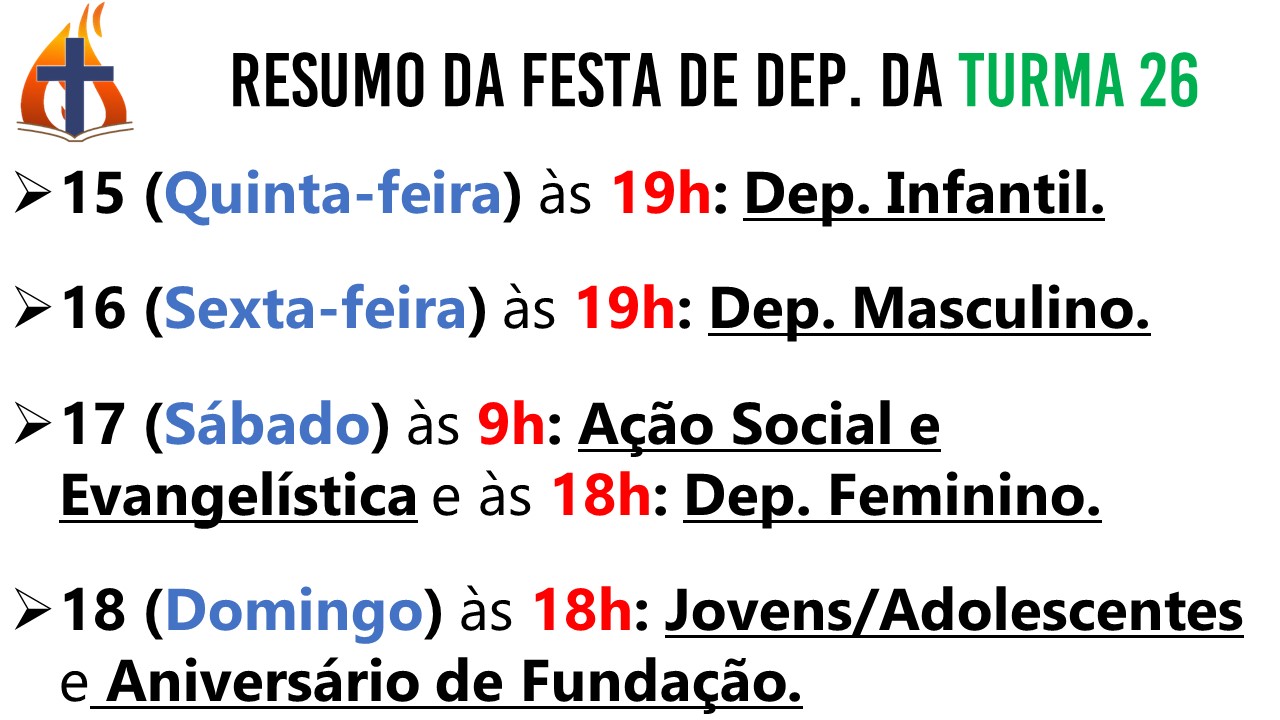 RESUMO DA FESTA DE DEP. DA TURMA 26
➢15 (Quinta-feira) às 19h: Dep. Infantil.
➢16 (Sexta-feira) às 19h: Dep. Masculino.
➢17 (Sábado) às 9h: Ação Social e
Evangelística e às 18h: Dep. Feminino.
➢18 (Domingo) às 18h: Jovens/Adolescentes
e Aniversário de Fundação.